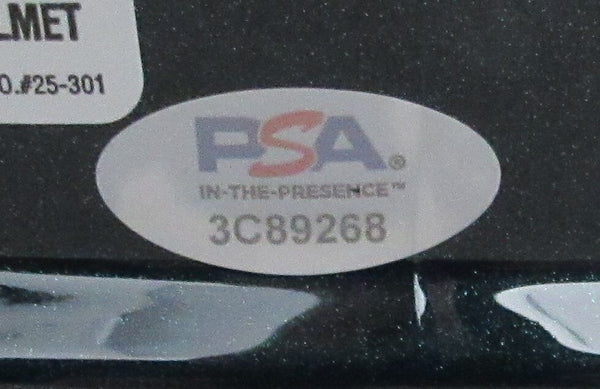 LMET
O.#25-301
PSA®
IN-THE-PRESENCE™
3C89268